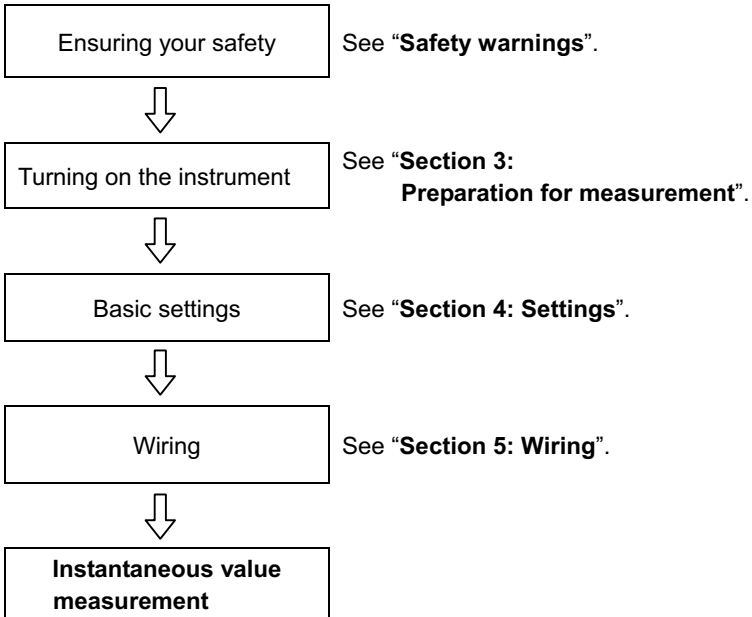 Ensuring your safety See “Safety warnings”.
Turning on the instrument See “Section 3:
Preparation for measurement”.
Basic settings See “Section 4: Settings”.
Wiring See “Section 5: Wiring”.
Instantaneous value
measurement